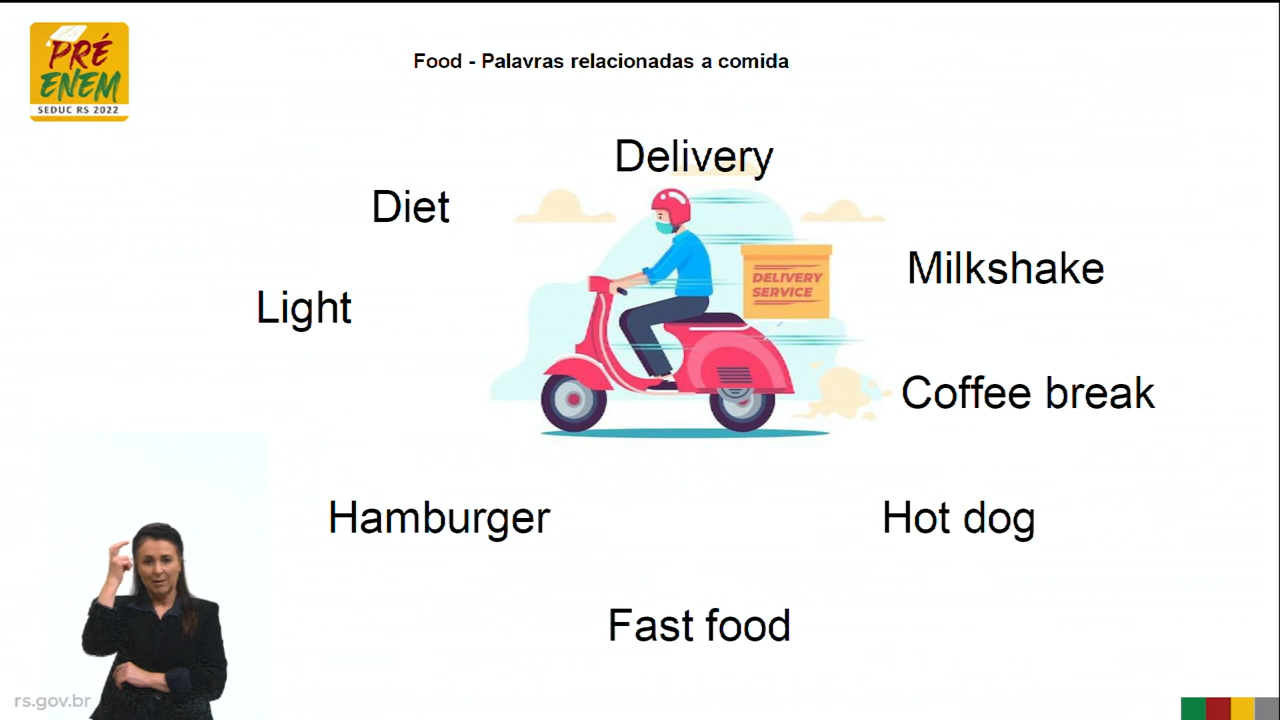 PRÉ
ENEM
SEDUC RS 2022
Food - Palavras relacionadas a comida
Delivery
Diet
Milkshake
DELIVERY
SERVICE
Light
Coffee break
Hamburger
Hot dog
Fast food
rs.gov.br